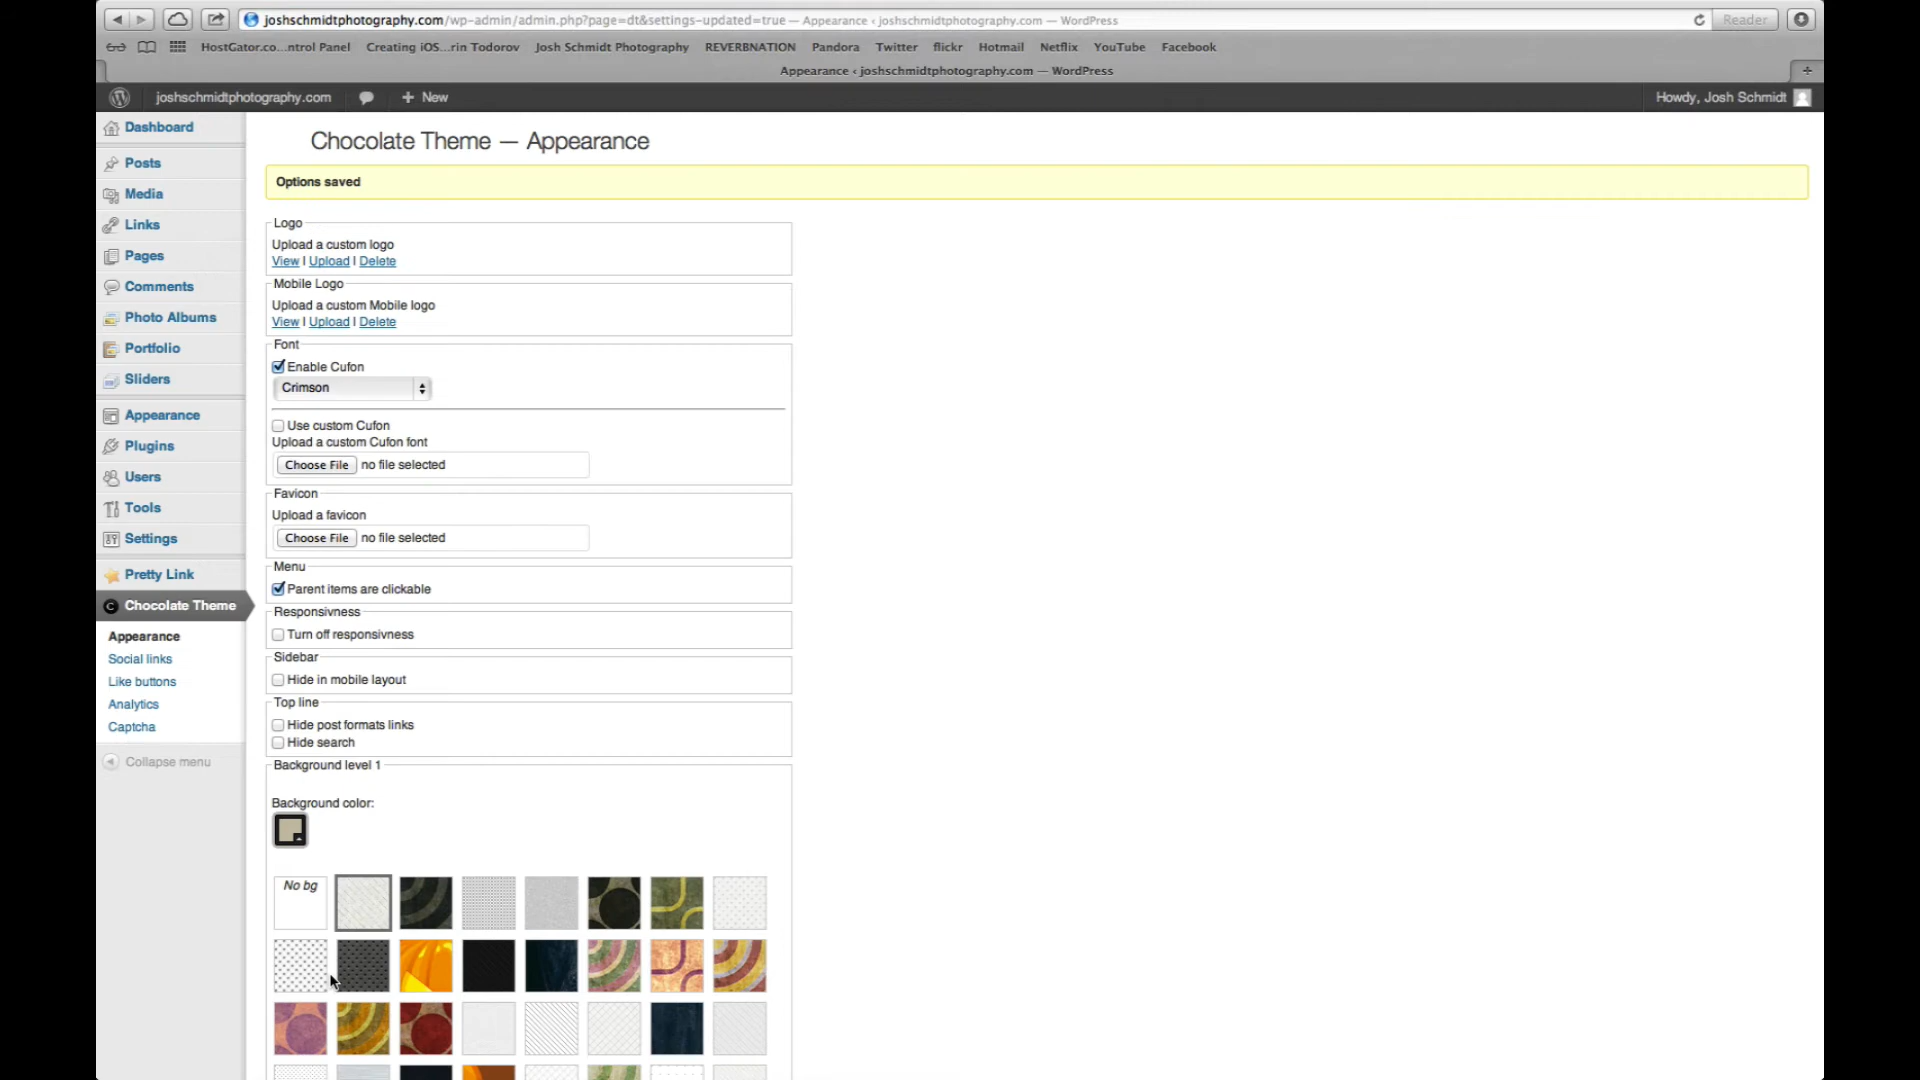 joshschmidtphotography.com/wp-admin/admin.php?page=dt&settings-updated=true — Appearance ‹ joshschmidtphotography.com — WordPress
Reader
HostGator.co...ntrol Panel Creating iOS...rin Todorov Josh Schmidt Photography REVERBNATION Pandora Twitter flickr Hotmail Netflix YouTube Facebook
Appearance ‹ joshschmidtphotography.com — WordPress
joshschmidtphotography.com + New Howdy, Josh Schmidt
Dashboard
Posts
Media
Links
Pages
Comments
Photo Albums
Portfolio
Sliders
Appearance
Plugins
Users
Tools
Settings
Pretty Link
Chocolate Theme
Appearance
Social links
Like buttons
Analytics
Captcha
Collapse menu
Chocolate Theme — Appearance
Options saved
Logo
Upload a custom logo
View | Upload | Delete
Mobile Logo
Upload a custom Mobile logo
View | Upload | Delete
Font
Enable Cufon
Crimson
Use custom Cufon
Upload a custom Cufon font
Choose File no file selected
Favicon
Upload a favicon
Choose File no file selected
Menu
Parent items are clickable
Responsivness
Turn off responsivness
Sidebar
Hide in mobile layout
Top line
Hide post formats links
Hide search
Background level 1
Background color:
No bg